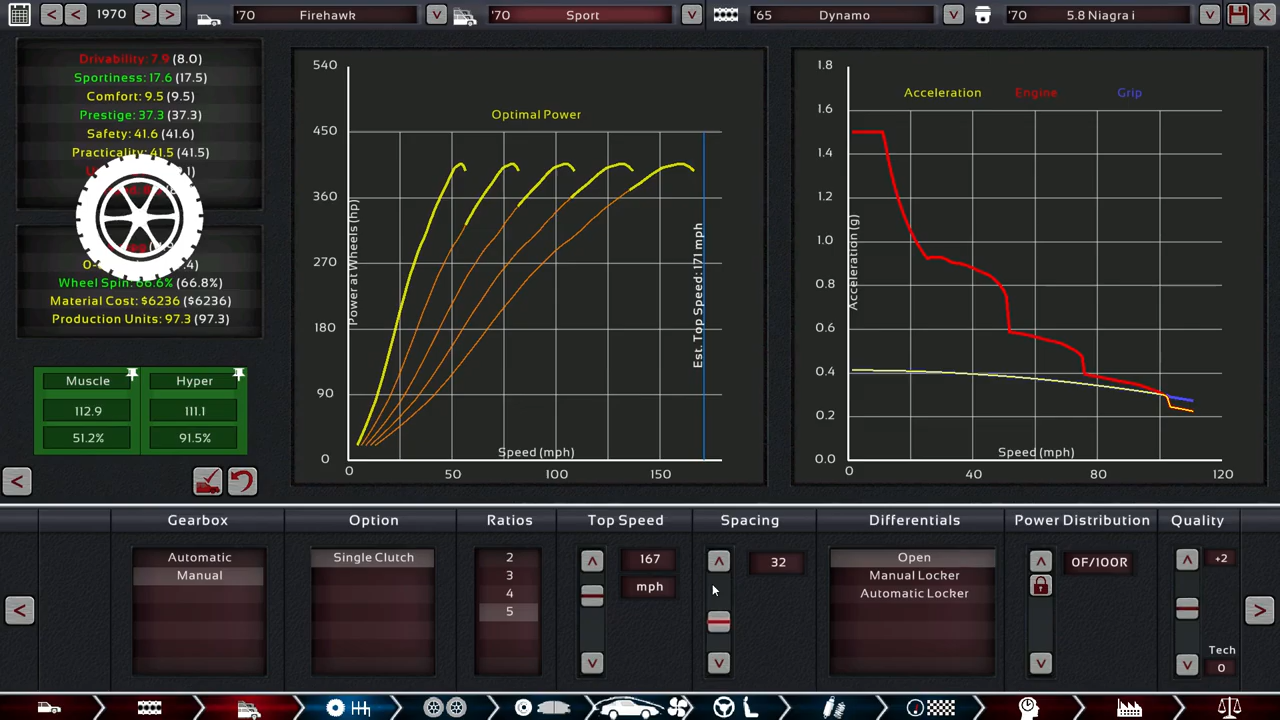 1970 '70 Firehawk '70 Sport '65 Dynamo '70 5.8 Niagra i
Drivability: 7.9 (8.0)
Sportiness: 17.6 (17.5)
Comfort: 9.5 (9.5)
Prestige: 37.3 (37.3)
Safety: 41.6 (41.6)
Practicality: 41.5 (41.5)
Wheel Spin: 66.6% (66.8%)
Material Cost: $6236 ($6236)
Production Units: 97.3 (97.3)
Muscle Hyper
112.9 111.1
51.2% 91.5%
540
450
360
270
180
90
0
Optimal Power
Power at Wheels (hp)
Est. Top Speed: 171 mph
Speed (mph)
0 50 100 150
1.8
1.6
1.4
1.2
1.0
0.8
0.6
0.4
0.2
0.0
Acceleration Engine Grip
Acceleration (g)
Speed (mph)
0 40 80 120
Gearbox Option Ratios Top Speed Spacing Differentials Power Distribution Quality
Automatic
Manual
Single Clutch
2
3
4
5
167
mph
32
Open
Manual Locker
Automatic Locker
0F/100R
+2
Tech
0